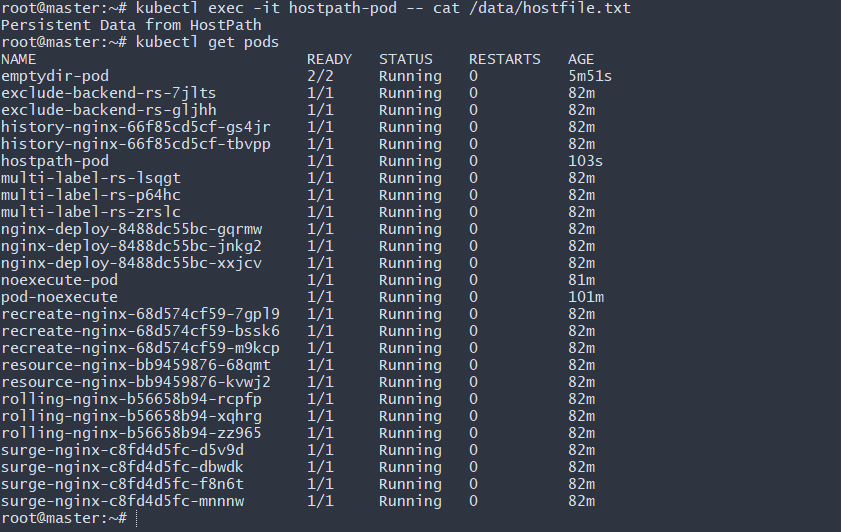 root@master:~# kubectl exec -it hostpath-pod -- cat /data/hostfile.txt
Persistent Data from HostPath
root@master:~# kubectl get pods
NAME                             READY   STATUS    RESTARTS   AGE
emptydir-pod                     2/2     Running   0          5m51s
exclude-backend-rs-7jlts         1/1     Running   0          82m
exclude-backend-rs-gljhh         1/1     Running   0          82m
history-nginx-66f85cd5cf-gs4jr   1/1     Running   0          82m
history-nginx-66f85cd5cf-tbvpp   1/1     Running   0          82m
hostpath-pod                     1/1     Running   0          103s
multi-label-rs-lsqgt             1/1     Running   0          82m
multi-label-rs-p64hc             1/1     Running   0          82m
multi-label-rs-zrslc             1/1     Running   0          82m
nginx-deploy-8488dc55bc-gqrmw    1/1     Running   0          82m
nginx-deploy-8488dc55bc-jnkg2    1/1     Running   0          82m
nginx-deploy-8488dc55bc-xxjcv    1/1     Running   0          82m
noexecute-pod                    1/1     Running   0          81m
pod-noexecute                    1/1     Running   0          101m
recreate-nginx-68d574cf59-7gpl9  1/1     Running   0          82m
recreate-nginx-68d574cf59-bssk6  1/1     Running   0          82m
recreate-nginx-68d574cf59-m9kcp  1/1     Running   0          82m
resource-nginx-bb9459876-68qmt   1/1     Running   0          82m
resource-nginx-bb9459876-kvwj2   1/1     Running   0          82m
rolling-nginx-b56658b94-rcpfp    1/1     Running   0          82m
rolling-nginx-b56658b94-xqhrg    1/1     Running   0          82m
rolling-nginx-b56658b94-zz965    1/1     Running   0          82m
surge-nginx-c8fd4d5fc-d5v9d      1/1     Running   0          82m
surge-nginx-c8fd4d5fc-dbwdk      1/1     Running   0          82m
surge-nginx-c8fd4d5fc-f8n6t      1/1     Running   0          82m
surge-nginx-c8fd4d5fc-mnnnw      1/1     Running   0          82m
root@master:~#